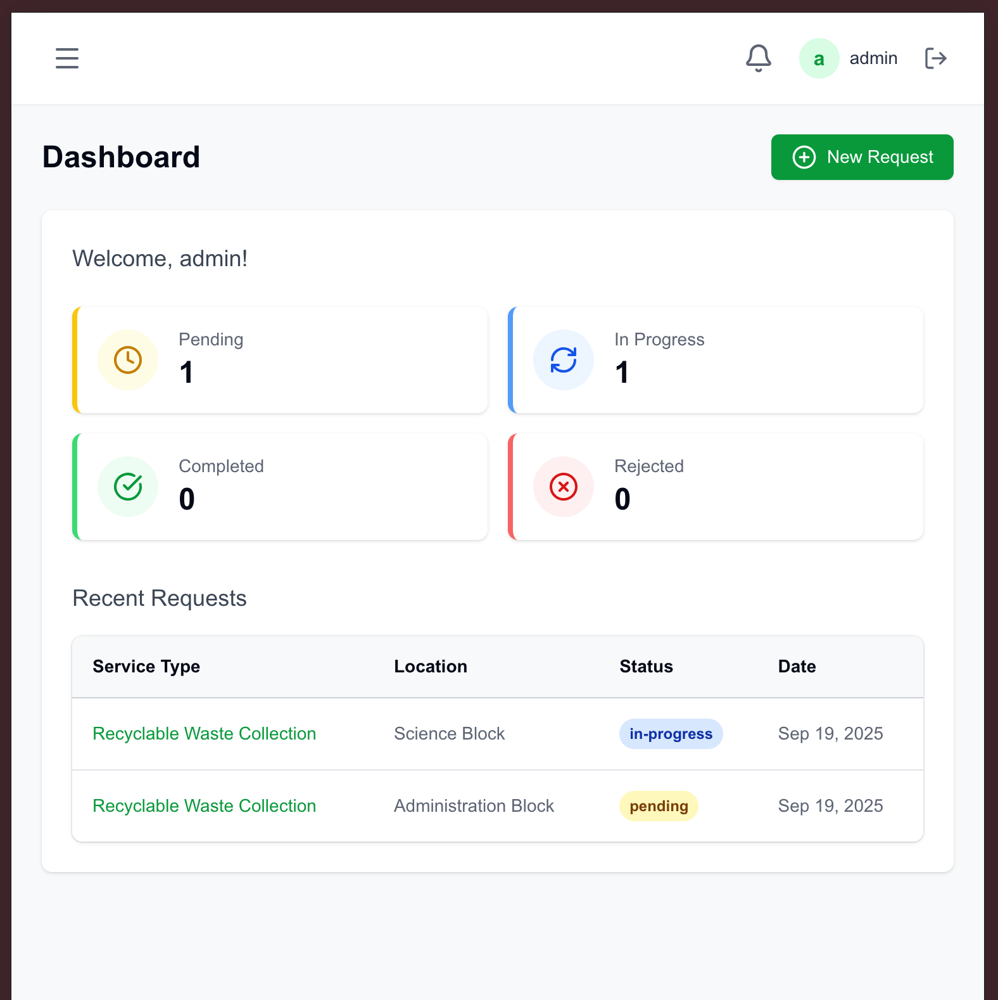 a admin
Dashboard
New Request
Welcome, admin!
Pending
1
In Progress
1
Completed
0
Rejected
0
Recent Requests
Service Type Location Status Date
Recyclable Waste Collection Science Block in-progress Sep 19, 2025
Recyclable Waste Collection Administration Block pending Sep 19, 2025